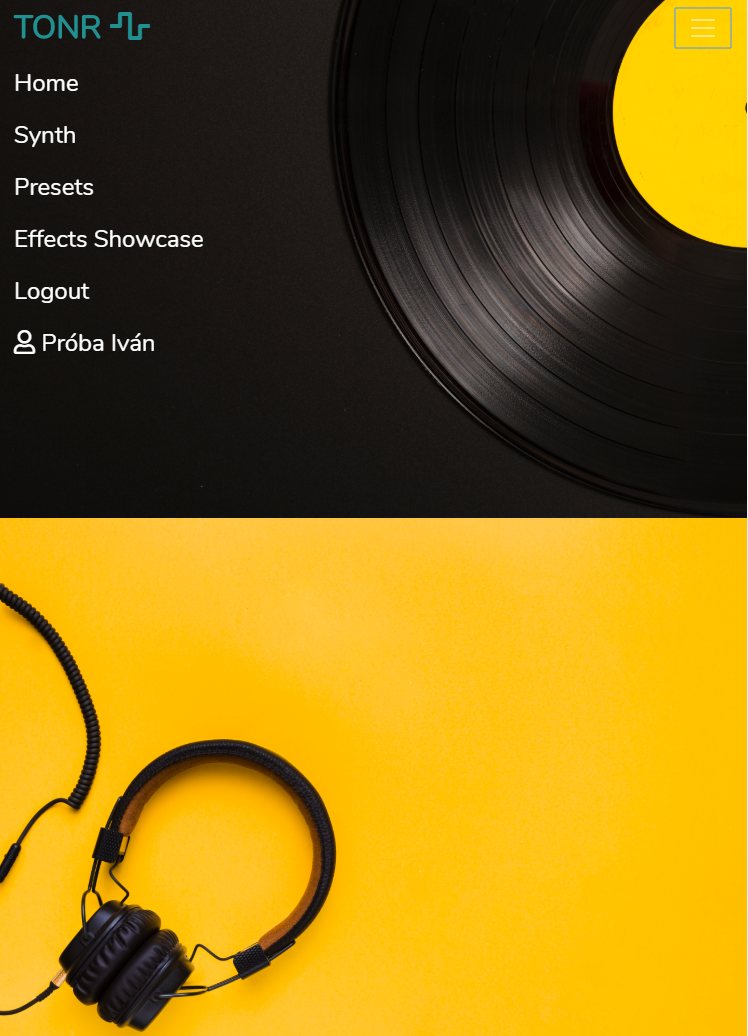 TONR
Home
Synth
Presets
Effects Showcase
Logout
Próba Iván